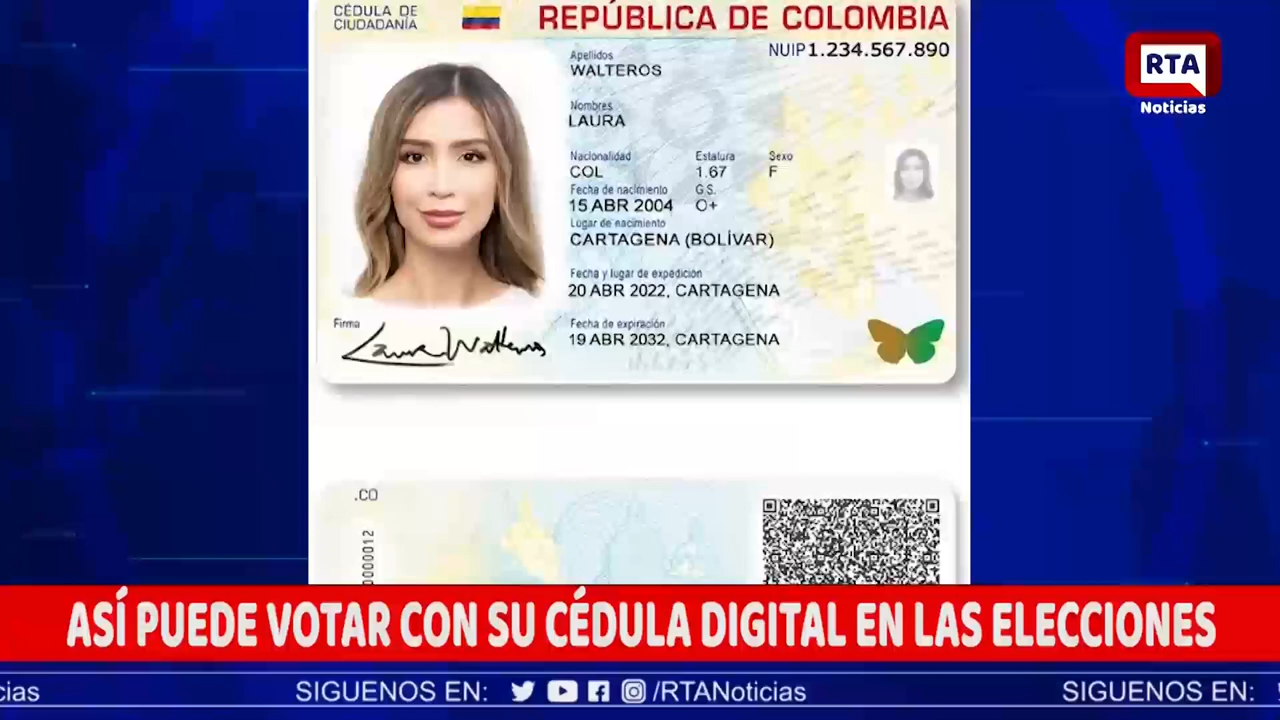 CÉDULA DE
CIUDADANÍA
REPÚBLICA DE COLOMBIA
NUIP 1.234.567.890
Apellidos
WALTEROS
Nombres
LAURA
Nacionalidad Estatura Sexo
COL 1.67 F
Fecha de nacimiento G.S.
15 ABR 2004 O+
Lugar de nacimiento
CARTAGENA (BOLÍVAR)
Fecha y lugar de expedición
20 ABR 2022, CARTAGENA
Fecha de expiración
19 ABR 2032, CARTAGENA
Firma
Laura Walteros
RTA
Noticias
.CO
0000012
ASÍ PUEDE VOTAR CON SU CÉDULA DIGITAL EN LAS ELECCIONES
cias SIGUENOS EN: /RTANoticias SIGUENOS EN: